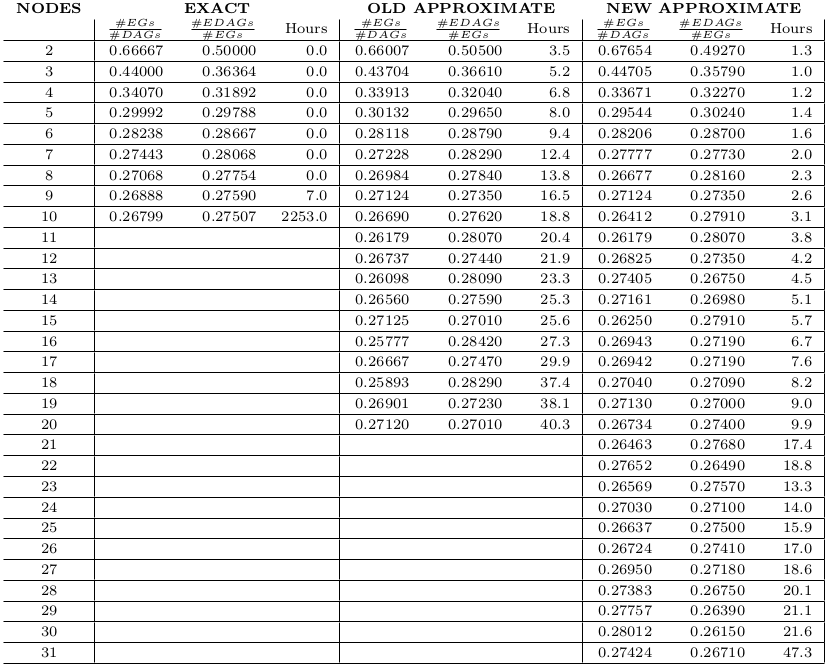 NODES EXACT OLD APPROXIMATE NEW APPROXIMATE
#EGs/#DAGs #EDAGs/#EGs Hours #EGs/#DAGs #EDAGs/#EGs Hours #EGs/#DAGs #EDAGs/#EGs Hours
2 0.66667 0.50000 0.0 0.66007 0.50500 3.5 0.67654 0.49270 1.3
3 0.44000 0.36364 0.0 0.43704 0.36610 5.2 0.44705 0.35790 1.0
4 0.34070 0.31892 0.0 0.33913 0.32040 6.8 0.33671 0.32270 1.2
5 0.29992 0.29788 0.0 0.30132 0.29650 8.0 0.29544 0.30240 1.4
6 0.28238 0.28667 0.0 0.28118 0.28790 9.4 0.28206 0.28700 1.6
7 0.27443 0.28068 0.0 0.27228 0.28290 12.4 0.27777 0.27730 2.0
8 0.27068 0.27754 0.0 0.26984 0.27840 13.8 0.26677 0.28160 2.3
9 0.26888 0.27590 7.0 0.27124 0.27350 16.5 0.27124 0.27350 2.6
10 0.26799 0.27507 2253.0 0.26690 0.27620 18.8 0.26412 0.27910 3.1
11 0.26179 0.28070 20.4 0.26179 0.28070 3.8
12 0.26737 0.27440 21.9 0.26825 0.27350 4.2
13 0.26098 0.28090 23.3 0.27405 0.26750 4.5
14 0.26560 0.27590 25.3 0.27161 0.26980 5.1
15 0.27125 0.27010 25.6 0.26250 0.27910 5.7
16 0.25777 0.28420 27.3 0.26943 0.27190 6.7
17 0.26667 0.27470 29.9 0.26942 0.27190 7.6
18 0.25893 0.28290 37.4 0.27040 0.27090 8.2
19 0.26901 0.27230 38.1 0.27130 0.27000 9.0
20 0.27120 0.27010 40.3 0.26734 0.27400 9.9
21 0.26463 0.27680 17.4
22 0.27652 0.26490 18.8
23 0.26569 0.27570 13.3
24 0.27030 0.27100 14.0
25 0.26637 0.27500 15.9
26 0.26724 0.27410 17.0
27 0.26950 0.27180 18.6
28 0.27383 0.26750 20.1
29 0.27757 0.26390 21.1
30 0.28012 0.26150 21.6
31 0.27424 0.26710 47.3